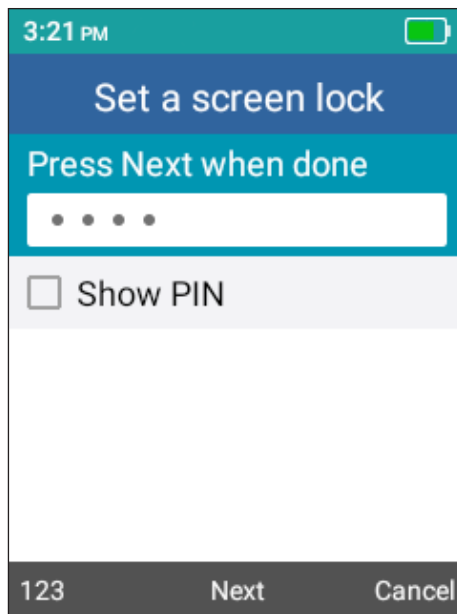 3:21 PM
Set a screen lock
Press Next when done
• • • •
Show PIN
123 Next Cancel